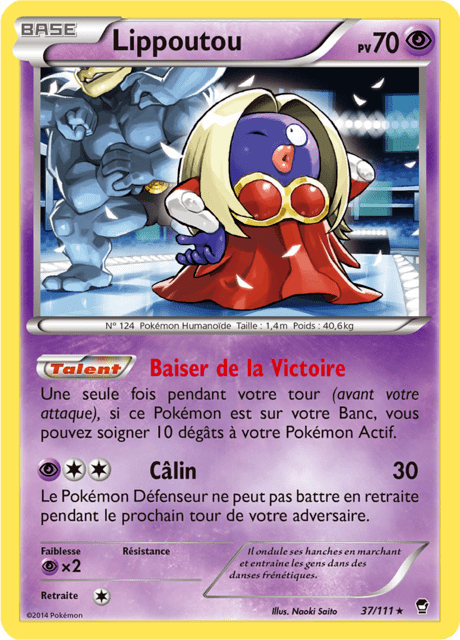 BASE
Lippoutou
PV70
N° 124 Pokémon Humanoïde Taille : 1,4m Poids : 40,6kg
Talent Baiser de la Victoire
Une seule fois pendant votre tour (avant votre
attaque), si ce Pokémon est sur votre Banc, vous
pouvez soigner 10 dégâts à votre Pokémon Actif.
Câlin 30
Le Pokémon Défenseur ne peut pas battre en retraite
pendant le prochain tour de votre adversaire.
Faiblesse Résistance
×2
Il ondule ses hanches en marchant
et entraine les gens dans des
danses frénétiques.
Retraite
©2014 Pokémon Illus. Naoki Saito 37/111 ★